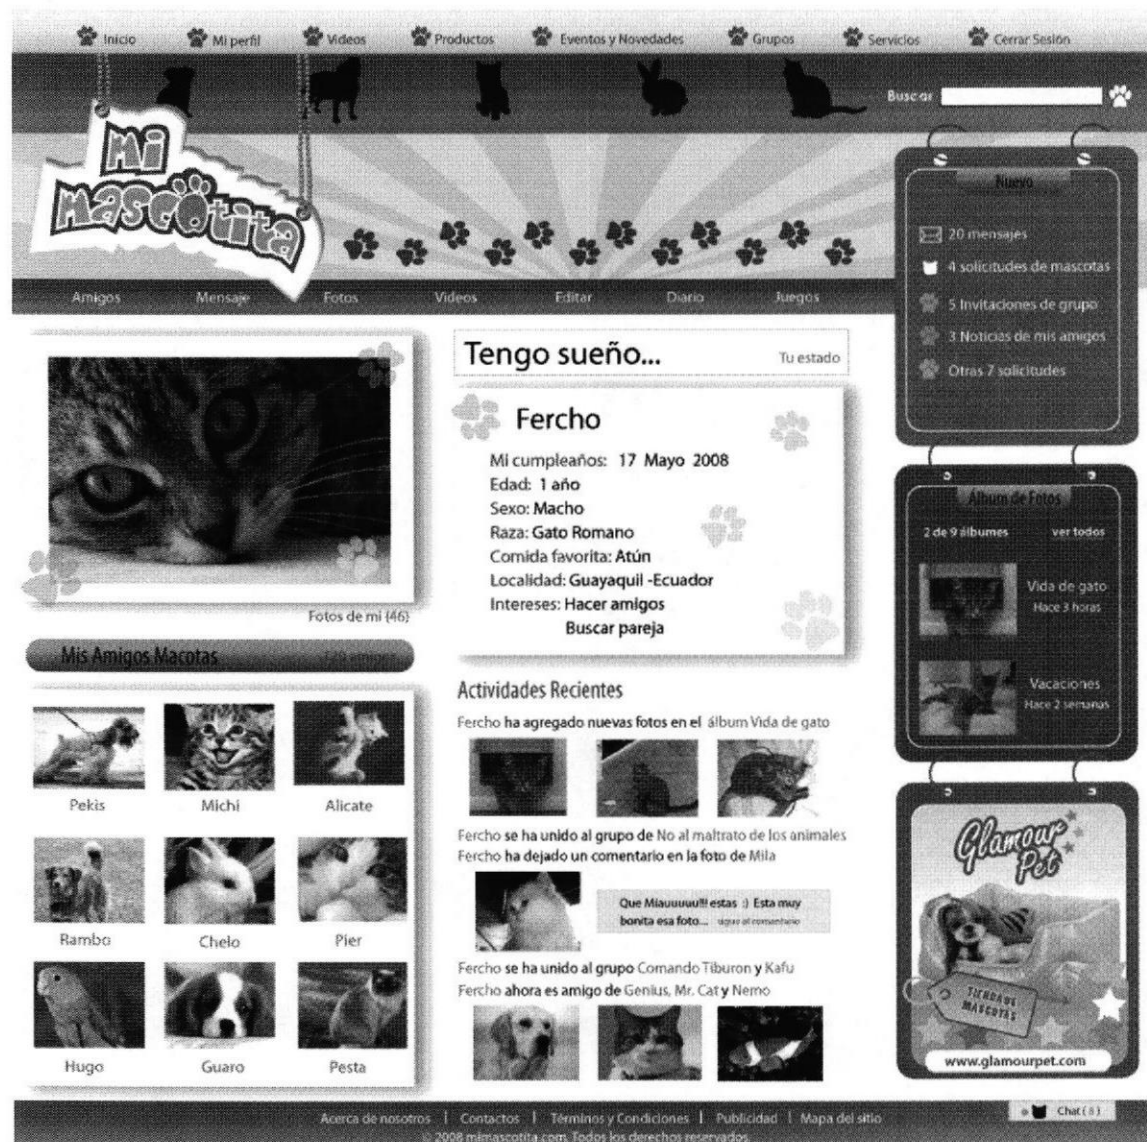 Inicio Mi perfil Videos Productos Eventos y Novedades Grupos Servicios Cerrar Sesión
Buscar
Mi
mascotita
Amigos Mensaje Fotos Videos Editar Diario Juegos
Nuevo
20 mensajes
4 solicitudes de mascotas
5 Invitaciones de grupo
3 Noticias de mis amigos
Otras 7 solicitudes
Fotos de mi (46)
Mis Amigos Macotas
Pekis Michi Alicate
Rambo Chelo Pier
Hugo Guaro Pesta
Tengo sueño... Tu estado
Fercho
Mi cumpleaños: 17 Mayo 2008
Edad: 1 año
Sexo: Macho
Raza: Gato Romano
Comida favorita: Atún
Localidad: Guayaquil -Ecuador
Intereses: Hacer amigos
Buscar pareja
Actividades Recientes
Fercho ha agregado nuevas fotos en el álbum Vida de gato
Fercho se ha unido al grupo de No al maltrato de los animales
Fercho ha dejado un comentario en la foto de Mila
Que Miauuuuu!!! estas :) Esta muy
bonita esa foto... sigue el comentario
Fercho se ha unido al grupo Comando Tiburon y Kafu
Fercho ahora es amigo de Genius, Mr. Cat y Nemo
Álbum de Fotos
2 de 9 álbumes ver todos
Vida de gato
Hace 3 horas
Vacaciones
Hace 2 semanas
Glamour
Pet
TIENDA DE
MASCOTAS
www.glamourpet.com
Acerca de nosotros | Contactos | Términos y Condiciones | Publicidad | Mapa del sitio
© 2008 mimascotita.com. Todos los derechos reservados